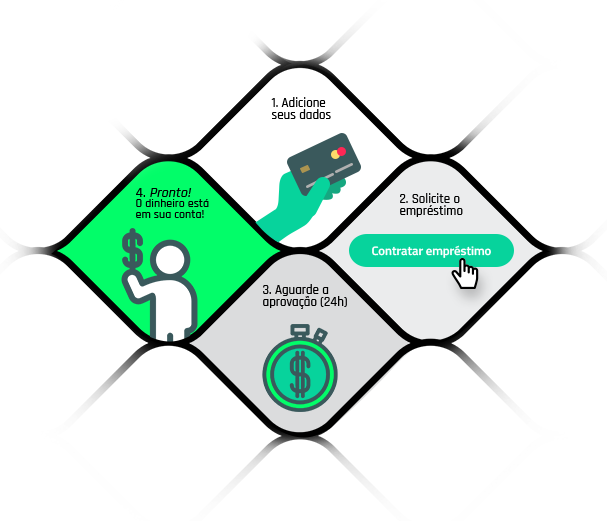 1. Adicione
seus dados
2. Solicite o
empréstimo
Contratar empréstimo
3. Aguarde a
aprovação (24h)
4. Pronto!
O dinheiro está
em sua conta!